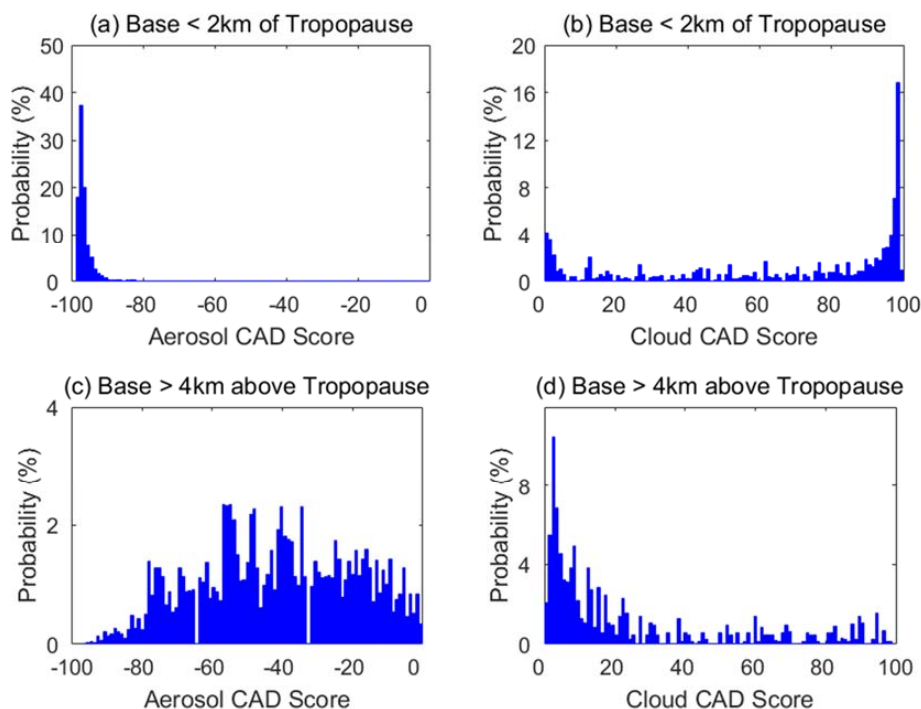 (a) Base < 2km of Tropopause
50
40
30
20
10
0
Probability (%)
-100 -80 -60 -40 -20 0
Aerosol CAD Score
(b) Base < 2km of Tropopause
20
16
12
8
4
0
Probability (%)
0 20 40 60 80 100
Cloud CAD Score
(c) Base > 4km above Tropopause
4
2
0
Probability (%)
-100 -80 -60 -40 -20 0
Aerosol CAD Score
(d) Base > 4km above Tropopause
8
4
0
Probability (%)
0 20 40 60 80 100
Cloud CAD Score